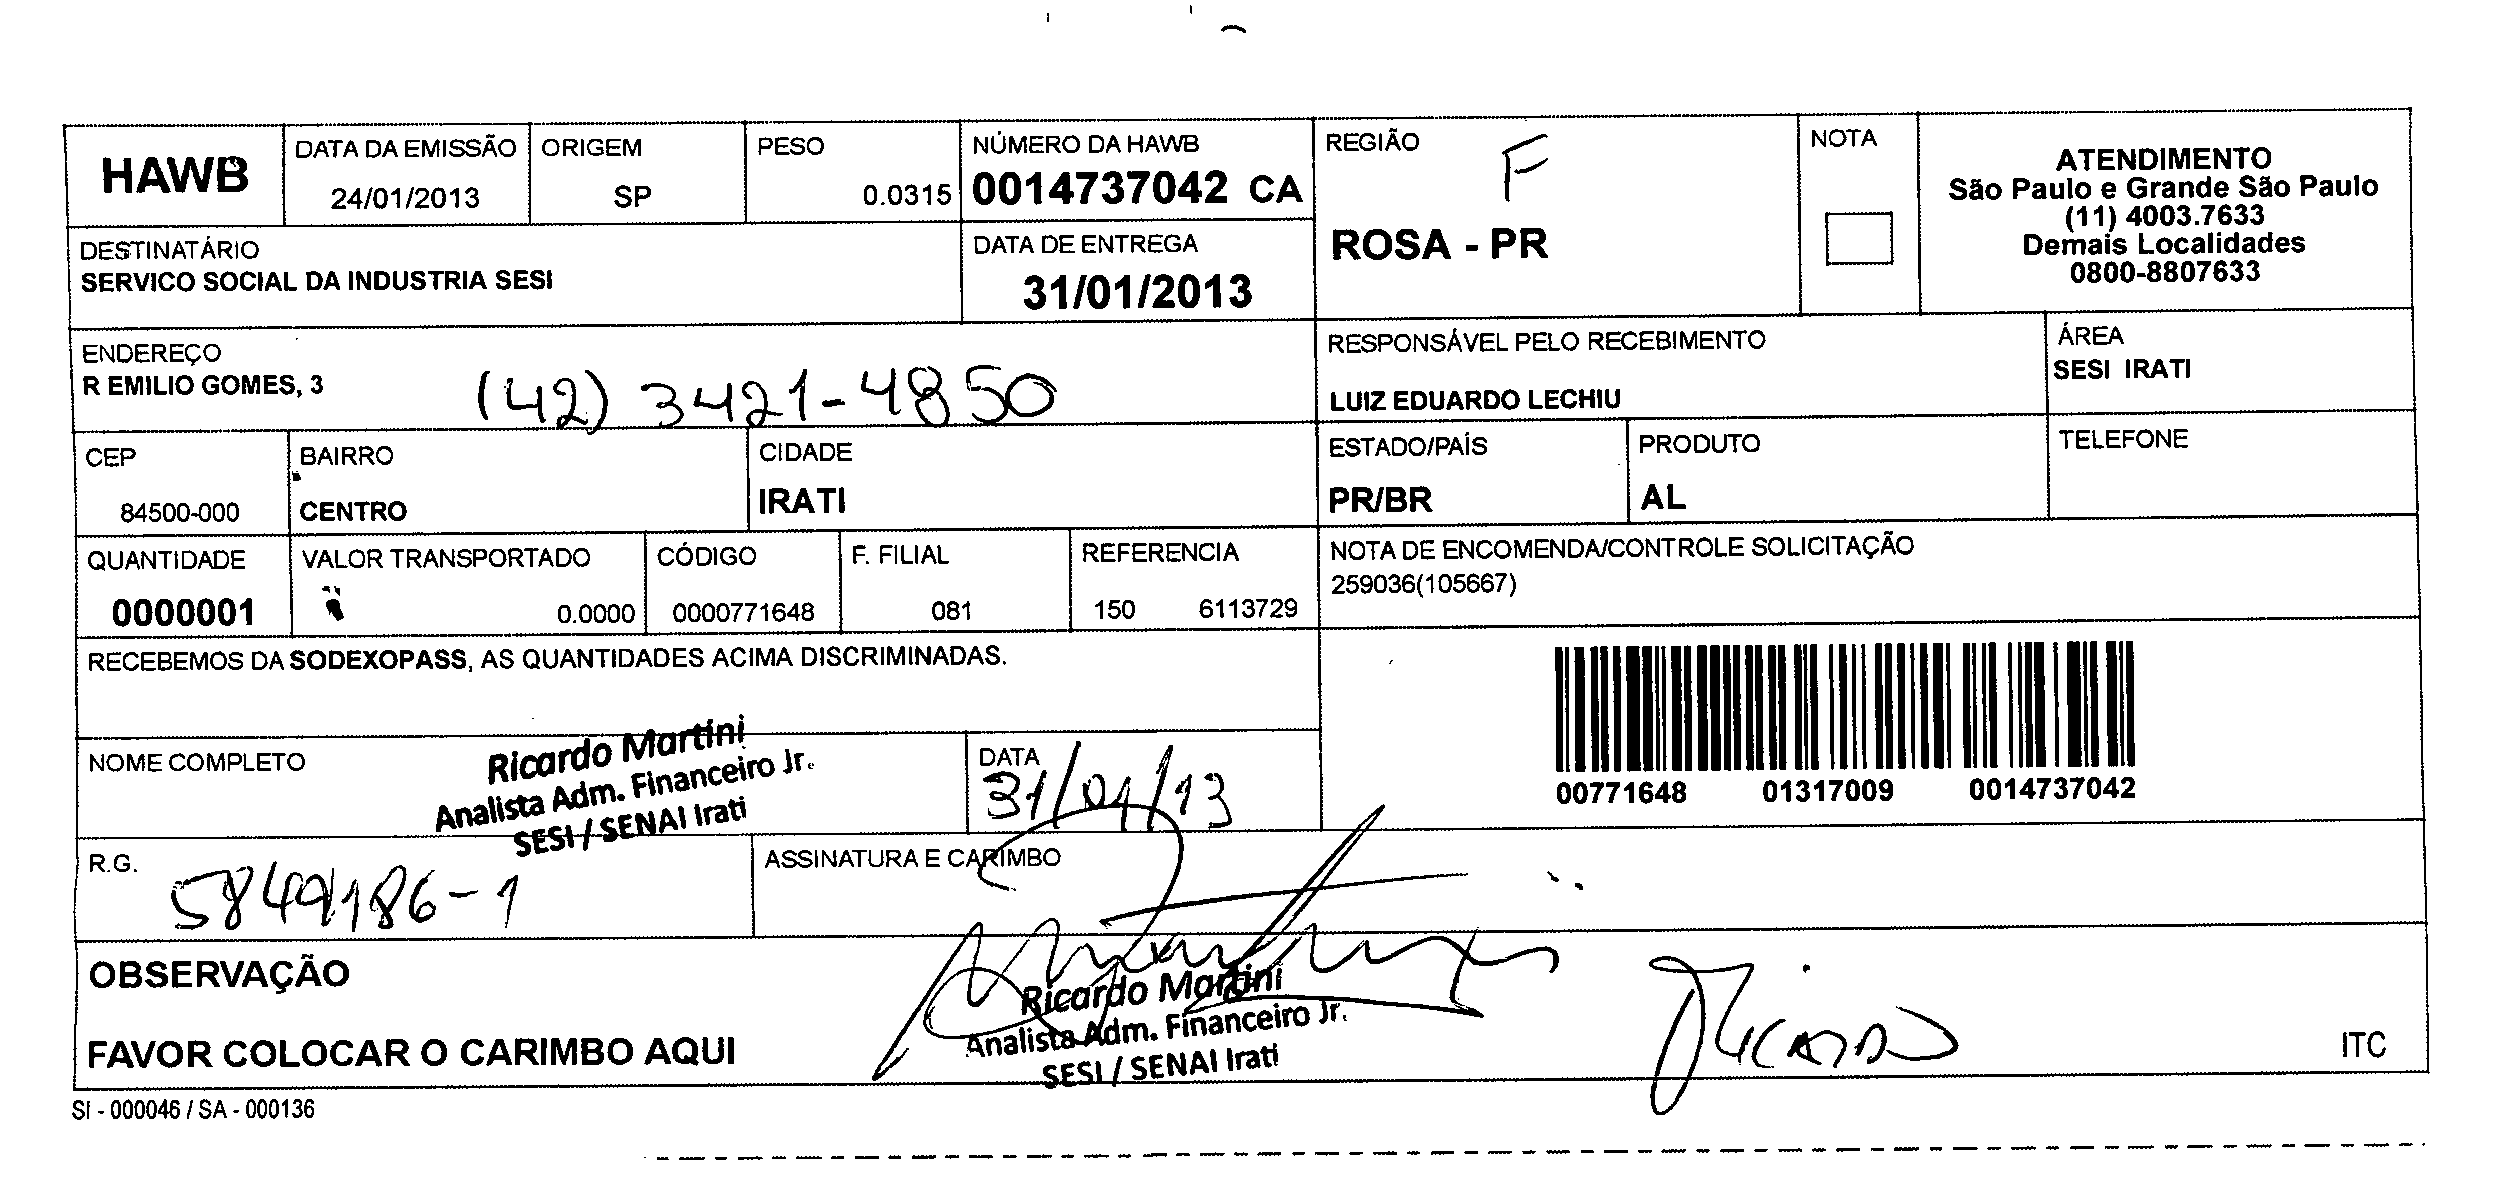 HAWB
DATA DA EMISSÃO
24/01/2013
ORIGEM
SP
PESO
0.0315
NÚMERO DA HAWB
0014737042 CA
REGIÃO
F
ROSA - PR
NOTA
ATENDIMENTO
São Paulo e Grande São Paulo
(11) 4003.7633
Demais Localidades
0800-8807633
DESTINATÁRIO
SERVICO SOCIAL DA INDUSTRIA SESI
DATA DE ENTREGA
31/01/2013
ENDEREÇO
R EMILIO GOMES, 3
(42) 3421-4850
RESPONSÁVEL PELO RECEBIMENTO
LUIZ EDUARDO LECHIU
ÁREA
SESI IRATI
CEP
84500-000
BAIRRO
CENTRO
CIDADE
IRATI
ESTADO/PAÍS
PR/BR
PRODUTO
AL
TELEFONE
QUANTIDADE
0000001
VALOR TRANSPORTADO
0.0000
CÓDIGO
0000771648
F. FILIAL
081
REFERENCIA
150 6113729
NOTA DE ENCOMENDA/CONTROLE SOLICITAÇÃO
259036(105667)
RECEBEMOS DA SODEXOPASS, AS QUANTIDADES ACIMA DISCRIMINADAS.
00771648 01317009 0014737042
NOME COMPLETO
Ricardo Martini
Analista Adm. Financeiro Jr.
SESI / SENAI Irati
DATA
31/01/13
R.G.
5849186-1
ASSINATURA E CARIMBO
OBSERVAÇÃO
FAVOR COLOCAR O CARIMBO AQUI
Ricardo Martini
Analista Adm. Financeiro Jr.
SESI / SENAI Irati
Ricardo
ITC
SI - 000046 / SA - 000136